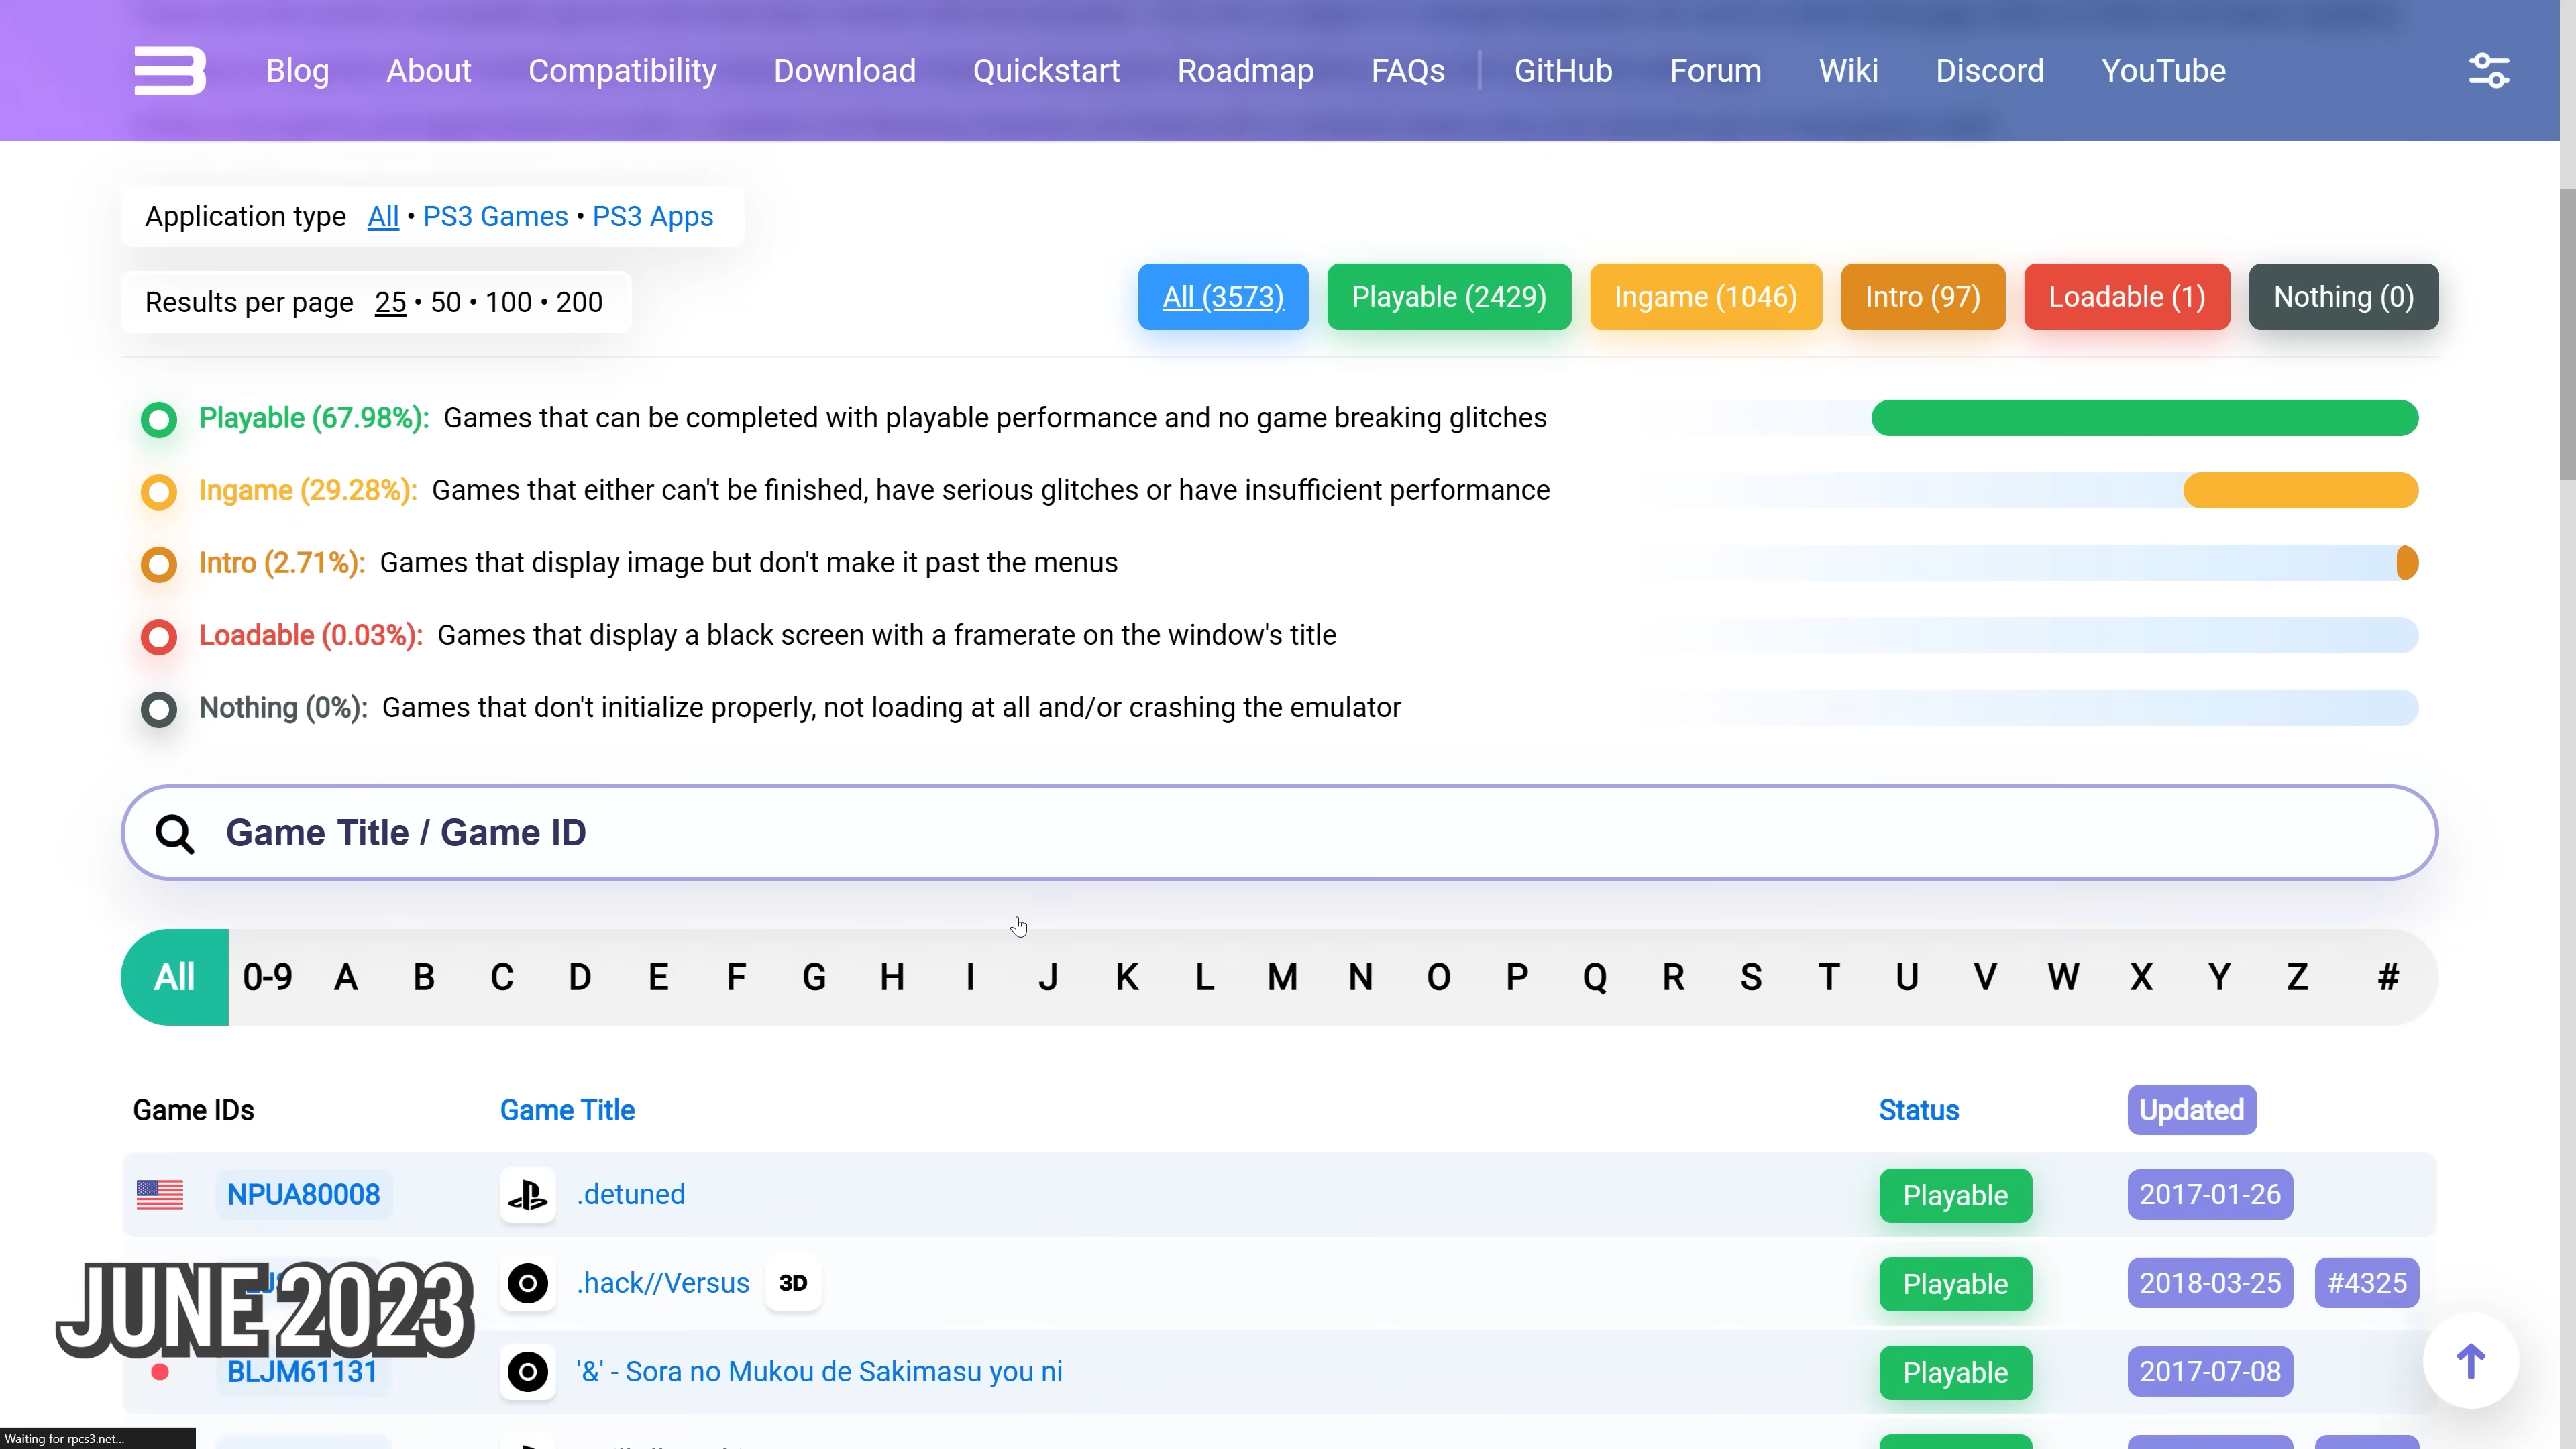 Blog About Compatibility Download Quickstart Roadmap FAQs GitHub Forum Wiki Discord YouTube
Application type All • PS3 Games • PS3 Apps
Results per page 25 • 50 • 100 • 200
All (3573) Playable (2429) Ingame (1046) Intro (97) Loadable (1) Nothing (0)
Playable (67.98%): Games that can be completed with playable performance and no game breaking glitches
Ingame (29.28%): Games that either can't be finished, have serious glitches or have insufficient performance
Intro (2.71%): Games that display image but don't make it past the menus
Loadable (0.03%): Games that display a black screen with a framerate on the window's title
Nothing (0%): Games that don't initialize properly, not loading at all and/or crashing the emulator
Game Title / Game ID
All 0-9 A B C D E F G H I J K L M N O P Q R S T U V W X Y Z #
Game IDs Game Title Status Updated
NPUA80008 .detuned Playable 2017-01-26
.hack//Versus 3D Playable 2018-03-25 #4325
JUNE 2023
BLJM61131 '&' - Sora no Mukou de Sakimasu you ni Playable 2017-07-08
Waiting for rpcs3.net...